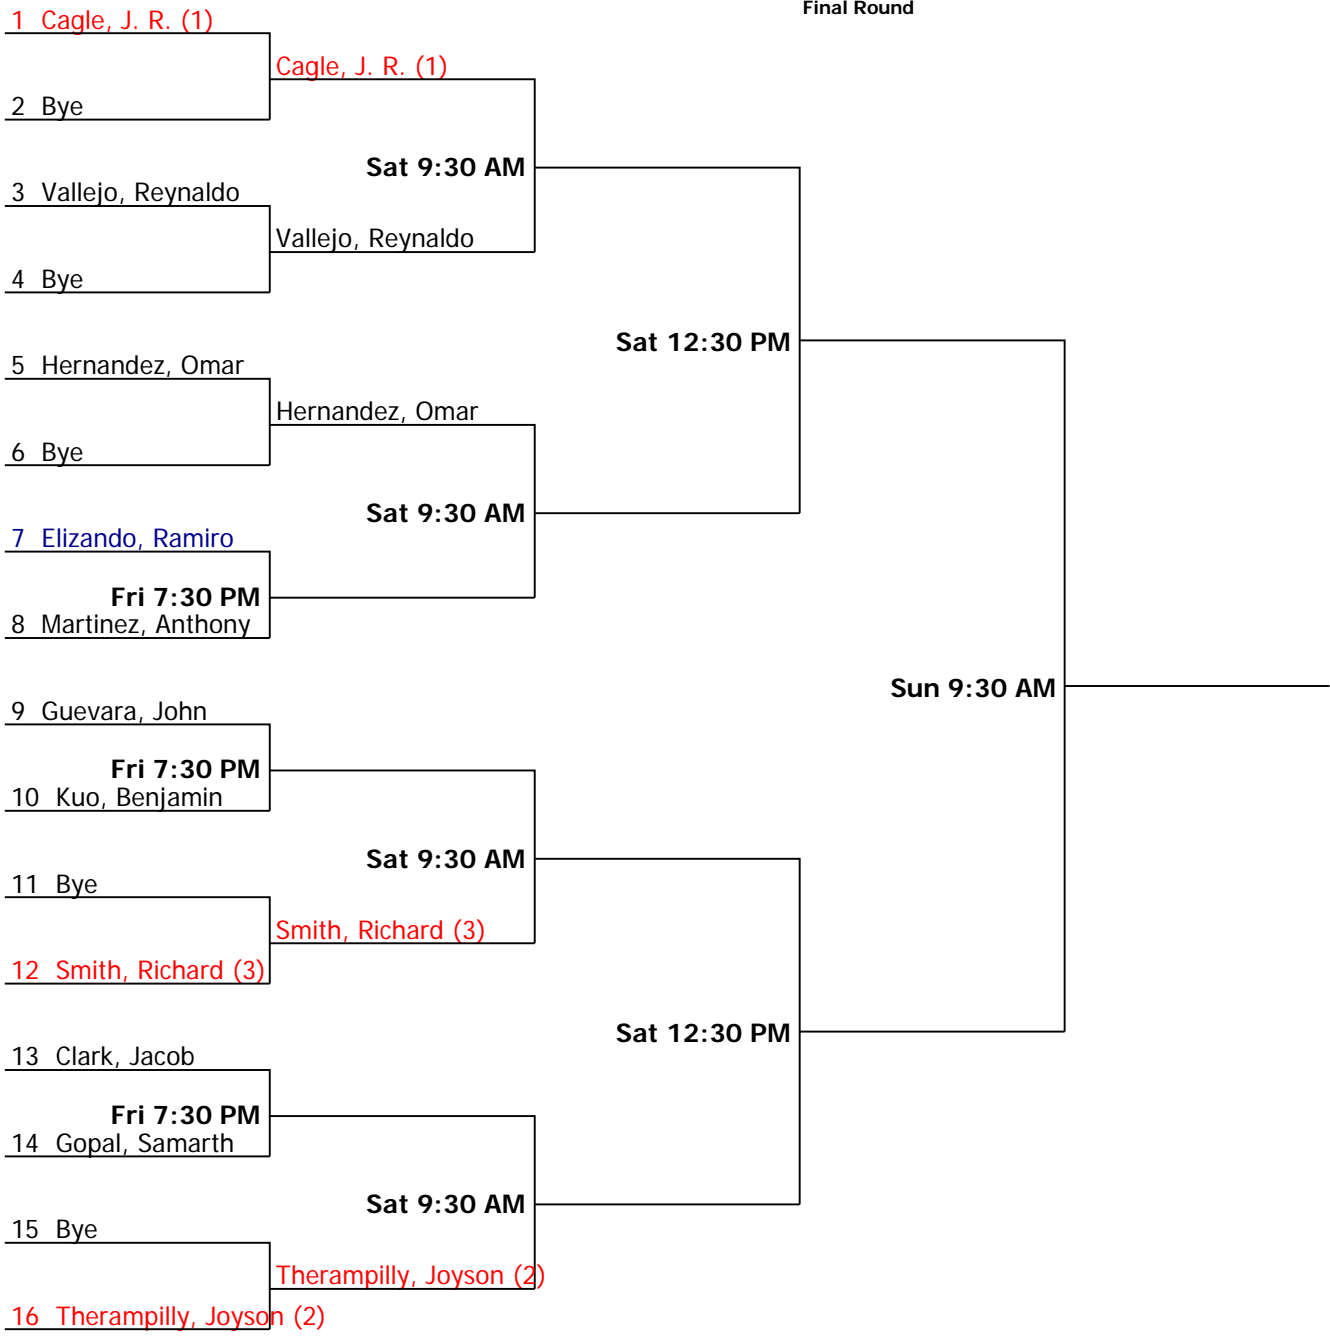 Final Round
1 Cagle, J. R. (1)
Cagle, J. R. (1)
2 Bye
Sat 9:30 AM
3 Vallejo, Reynaldo
Vallejo, Reynaldo
4 Bye
Sat 12:30 PM
5 Hernandez, Omar
Hernandez, Omar
6 Bye
Sat 9:30 AM
7 Elizando, Ramiro
Fri 7:30 PM
8 Martinez, Anthony
Sun 9:30 AM
9 Guevara, John
Fri 7:30 PM
10 Kuo, Benjamin
Sat 9:30 AM
11 Bye
Smith, Richard (3)
12 Smith, Richard (3)
Sat 12:30 PM
13 Clark, Jacob
Fri 7:30 PM
14 Gopal, Samarth
Sat 9:30 AM
15 Bye
Therampilly, Joyson (2)
16 Therampilly, Joyson (2)